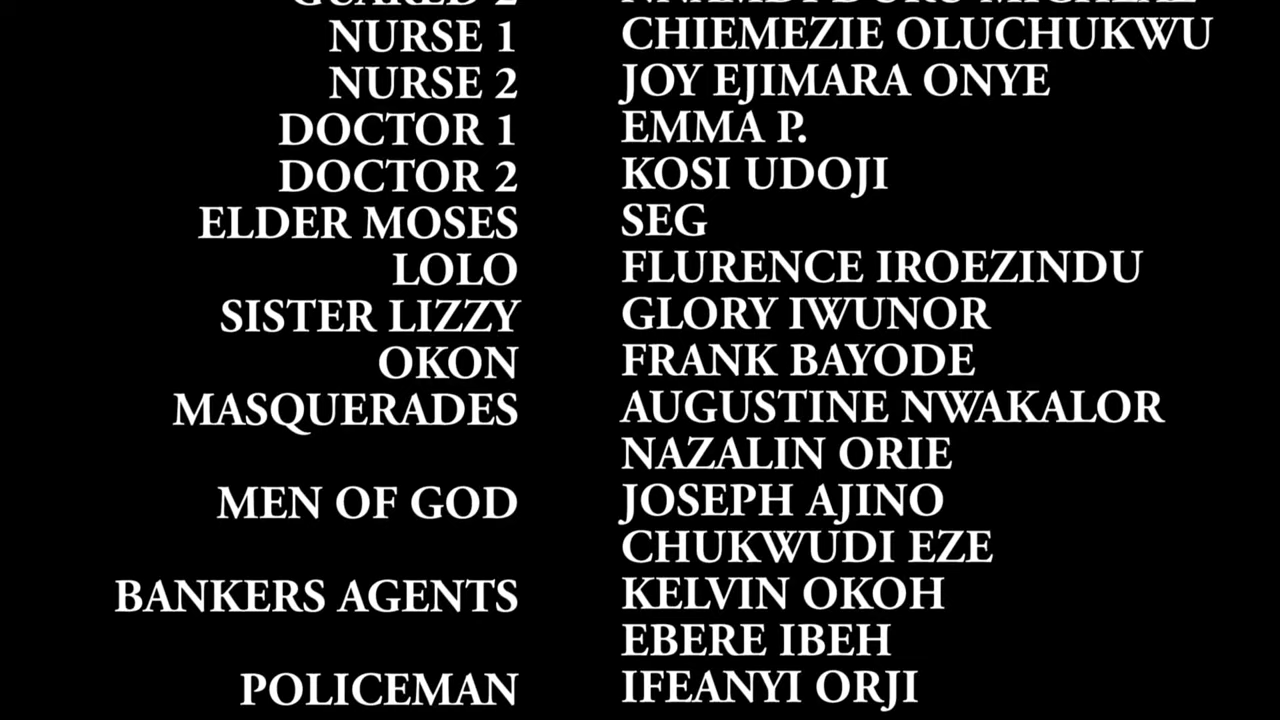 NURSE 1 CHIEMEZIE OLUCHUKWU
NURSE 2 JOY EJIMARA ONYE
DOCTOR 1 EMMA P.
DOCTOR 2 KOSI UDOJI
ELDER MOSES SEG
LOLO FLURENCE IROEZINDU
SISTER LIZZY GLORY IWUNOR
OKON FRANK BAYODE
MASQUERADES AUGUSTINE NWAKALOR
NAZALIN ORIE
MEN OF GOD JOSEPH AJINO
CHUKWUDI EZE
BANKERS AGENTS KELVIN OKOH
EBERE IBEH
POLICEMAN IFEANYI ORJI